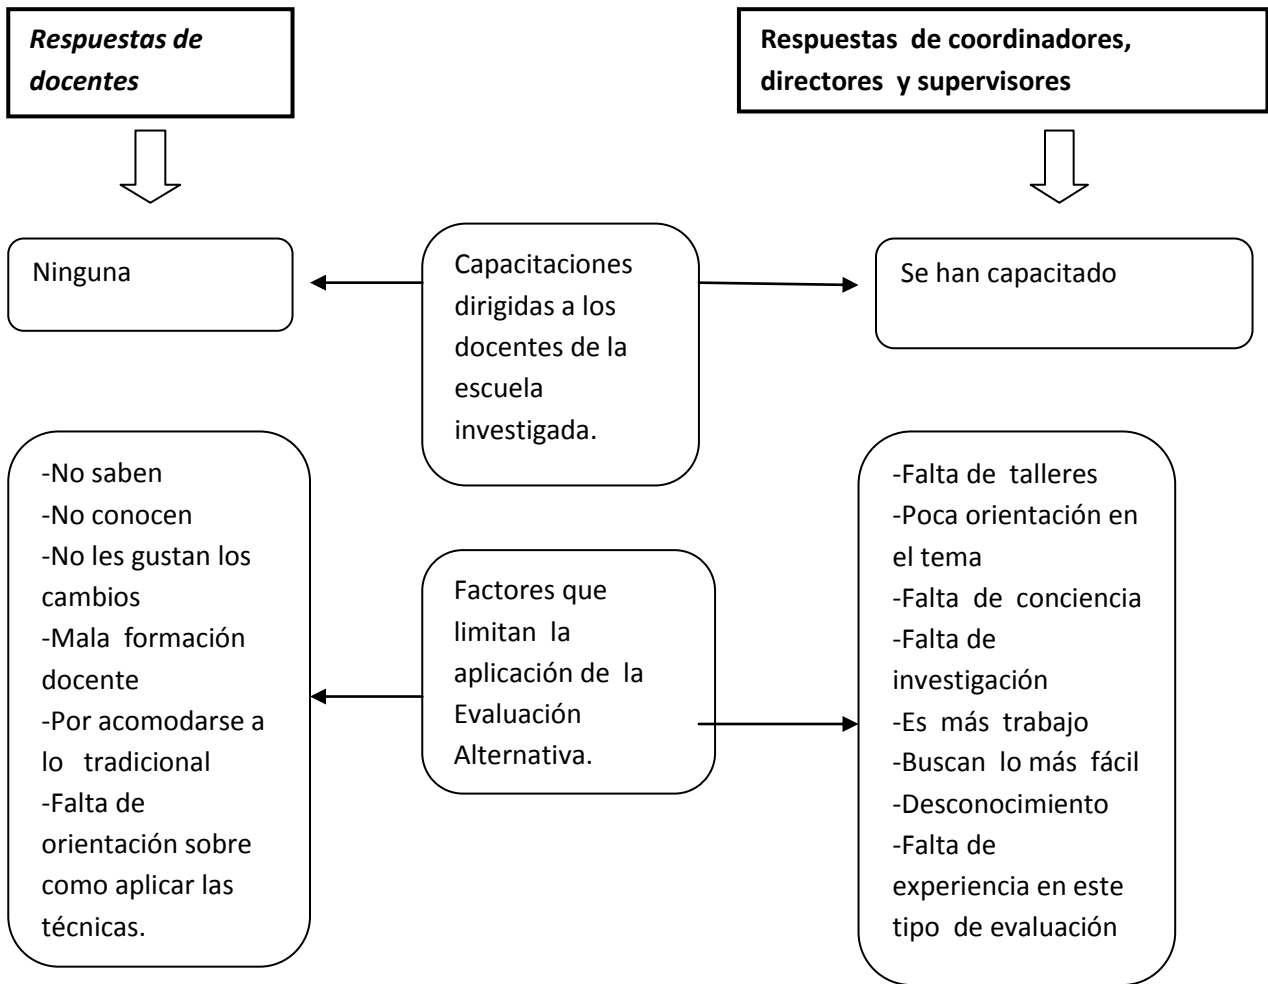 Respuestas de
docentes
Respuestas de coordinadores,
directores y supervisores
Ninguna
Capacitaciones
dirigidas a los
docentes de la
escuela
investigada.
Se han capacitado
-No saben
-No conocen
-No les gustan los
cambios
-Mala formación
docente
-Por acomodarse a
lo tradicional
-Falta de
orientación sobre
como aplicar las
técnicas.
Factores que
limitan la
aplicación de la
Evaluación
Alternativa.
-Falta de talleres
-Poca orientación en
el tema
-Falta de conciencia
-Falta de
investigación
-Es más trabajo
-Buscan lo más fácil
-Desconocimiento
-Falta de
experiencia en este
tipo de evaluación